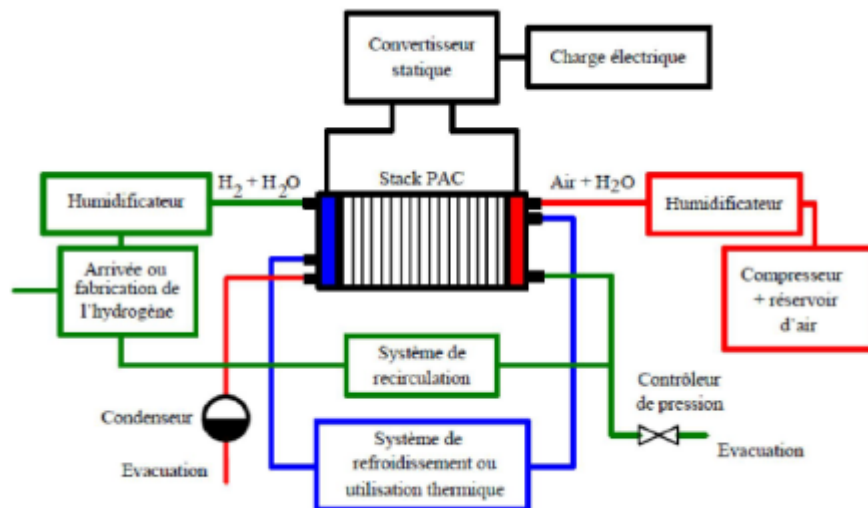 Convertisseur
statique
Charge électrique
H2 + H2O
Stack PAC
Air + H2O
Humidificateur
Humidificateur
Arrivée ou
fabrication de
l'hydrogène
Compresseur
+ réservoir
d'air
Système de
recirculation
Contrôleur
de pression
Condenseur
Système de
refroidissement ou
utilisation thermique
Evacuation
Evacuation